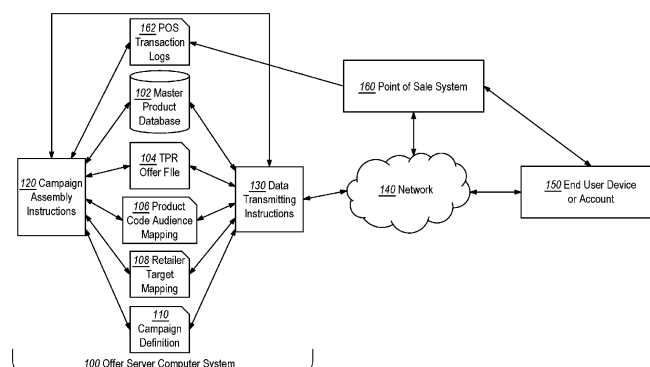 162 POS
Transaction
Logs
102 Master
Product
Database
160 Point of Sale System
104 TPR
Offer File
120 Campaign
Assembly
Instructions
130 Data
Transmitting
Instructions
140 Network
150 End User Device
or Account
106 Product
Code Audience
Mapping
108 Retailer
Target
Mapping
110
Campaign
Definition
100 Offer Server Computer System